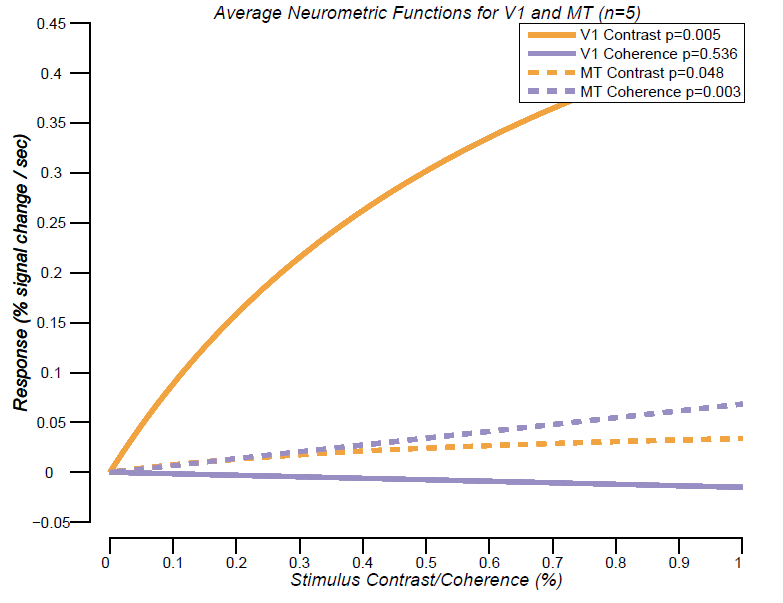 Average Neurometric Functions for V1 and MT (n=5)
V1 Contrast p=0.005
V1 Coherence p=0.536
MT Contrast p=0.048
MT Coherence p=0.003
Response (% signal change / sec)
0.45
0.4
0.35
0.3
0.25
0.2
0.15
0.1
0.05
0
−0.05
0 0.1 0.2 0.3 0.4 0.5 0.6 0.7 0.8 0.9 1
Stimulus Contrast/Coherence (%)